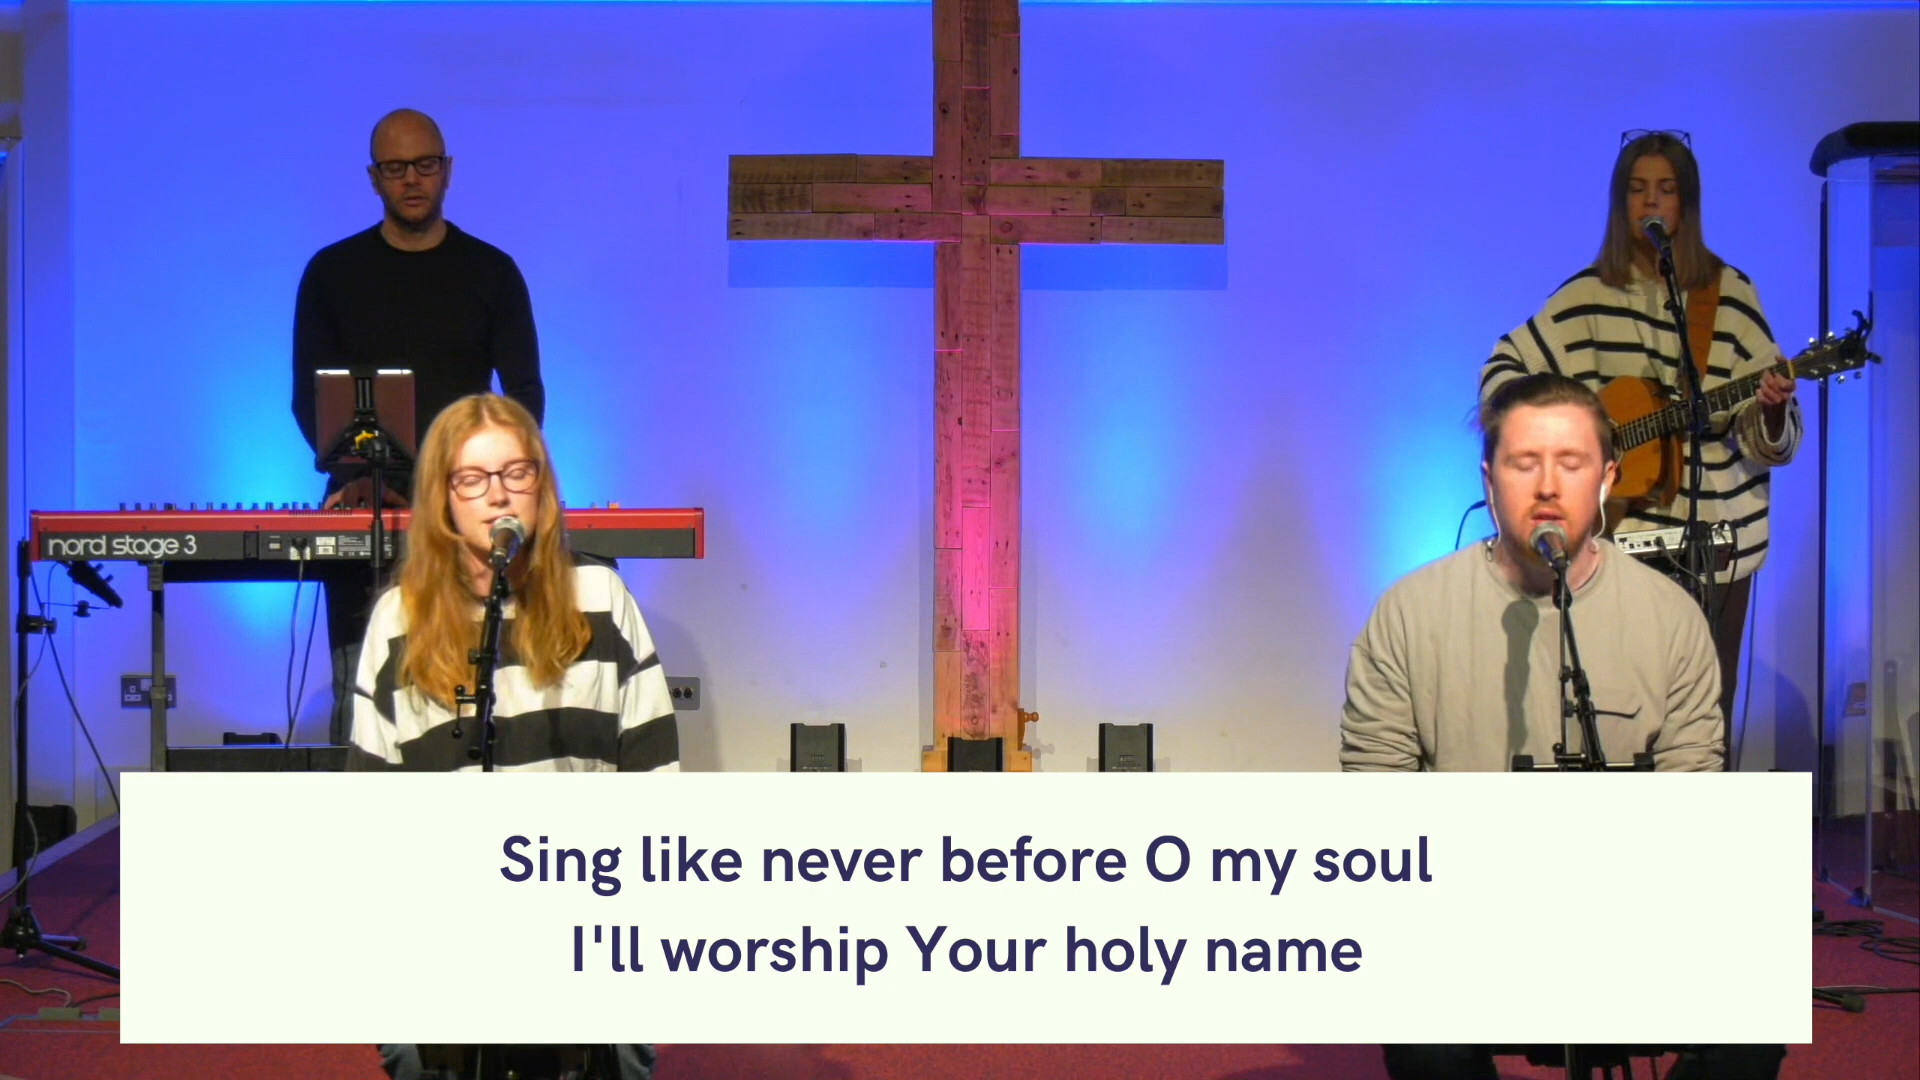 nord stage 3
Sing like never before O my soul
I'll worship Your holy name